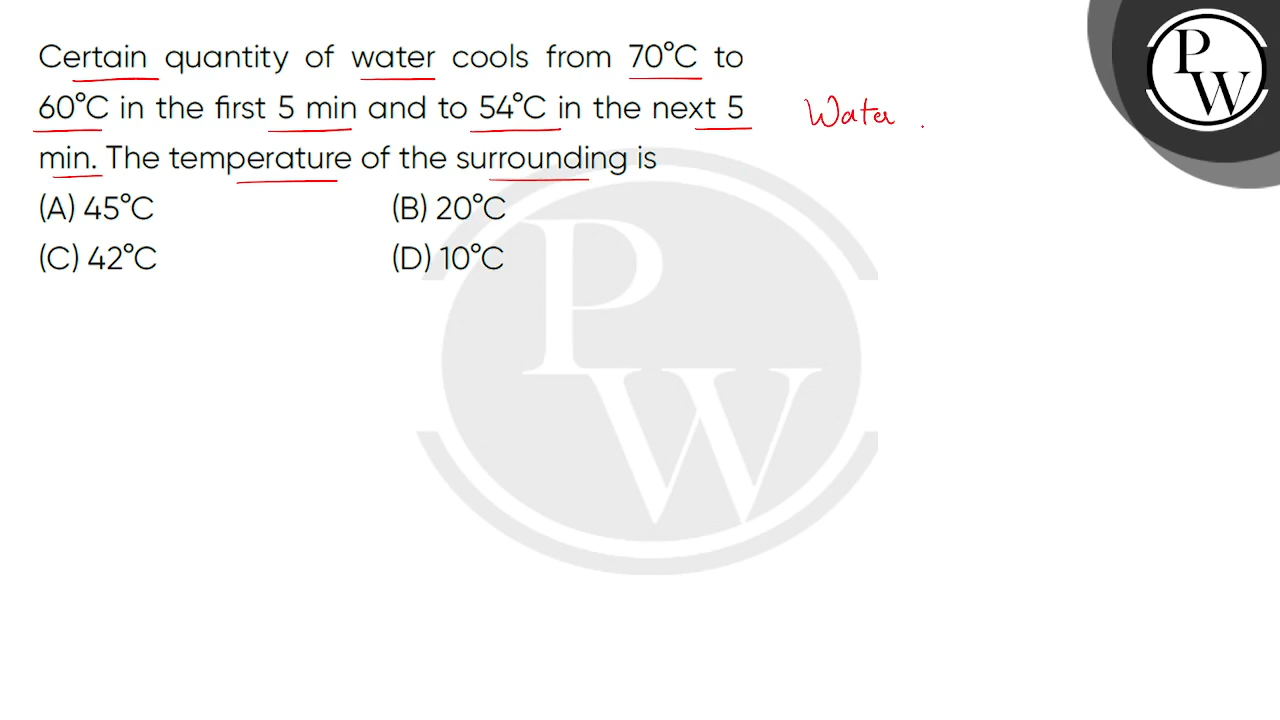 Certain quantity of water cools from 70°C to
60°C in the first 5 min and to 54°C in the next 5
min. The temperature of the surrounding is
(A) 45°C (B) 20°C
(C) 42°C (D) 10°C
Water .
P
W
P
W